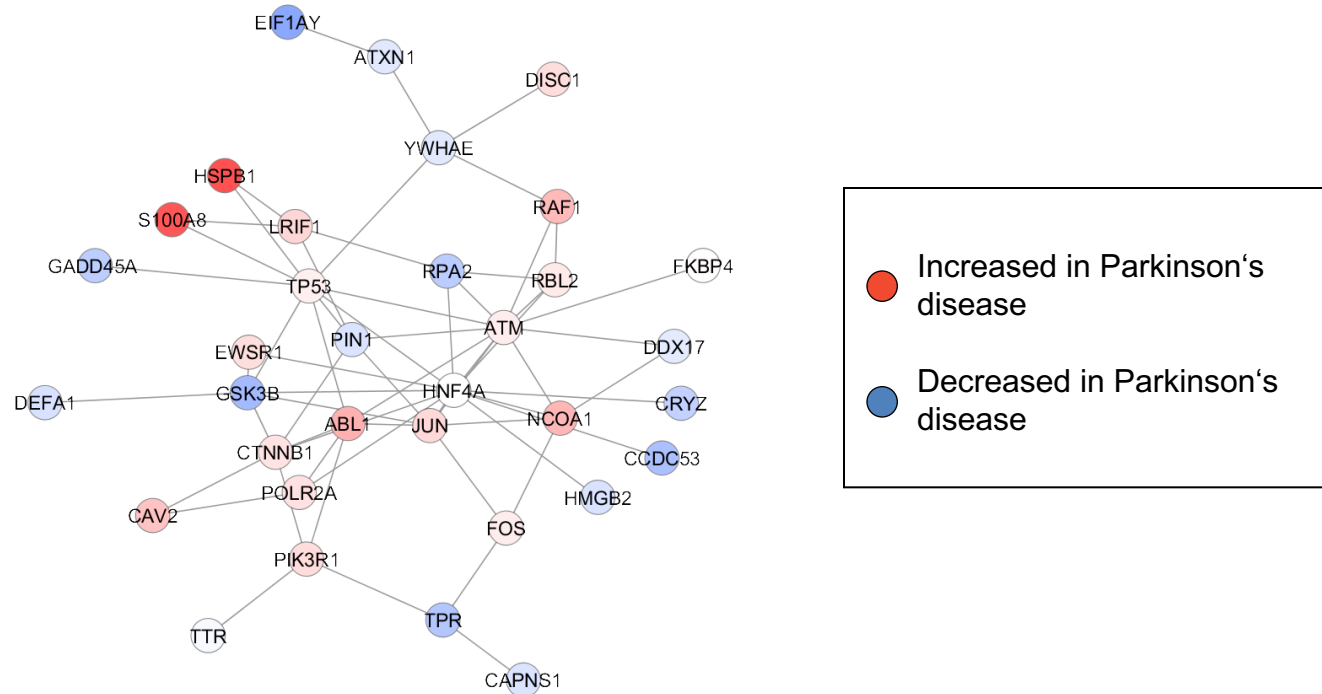 EIF1AY
ATXN1
DISC1
YWHAE
HSPB1
S100A8
LRIF1
RAF1
GADD45A
RPA2
RBL2
FKBP4
TP53
ATM
PIN1
EWSR1
DDX17
DEFA1
GSK3B
HNF4A
CRYZ
ABL1
JUN
NCOA1
CTNNB1
CCDC53
POLR2A
HMGB2
CAV2
FOS
PIK3R1
TPR
TTR
CAPNS1
Increased in Parkinson‘s
disease
Decreased in Parkinson‘s
disease